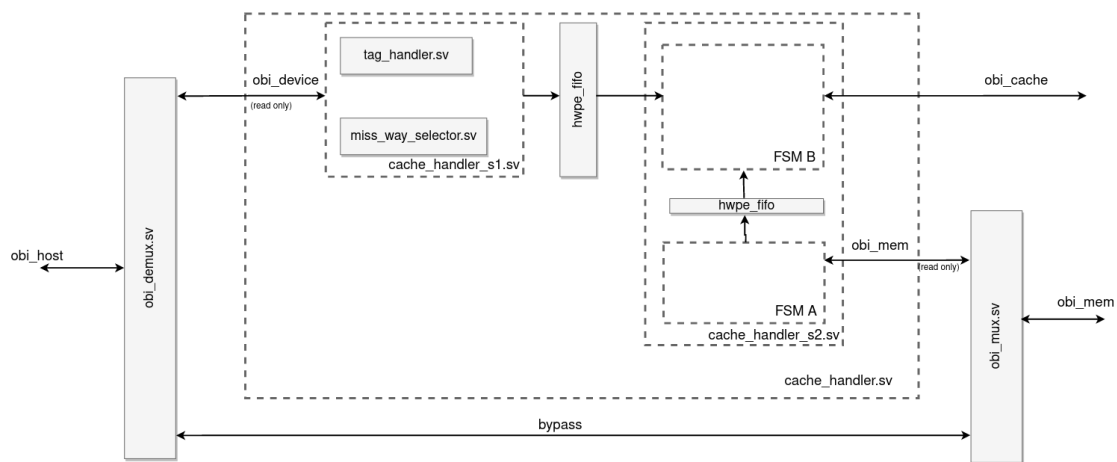 tag_handler.sv
miss_way_selector.sv
cache_handler_s1.sv
obi_device
(read only)
hwpe_fifo
obi_cache
FSM B
hwpe_fifo
obi_host
obi_demux.sv
obi_mem
(read only)
FSM A
cache_handler_s2.sv
obi_mem
obi_mux.sv
cache_handler.sv
bypass